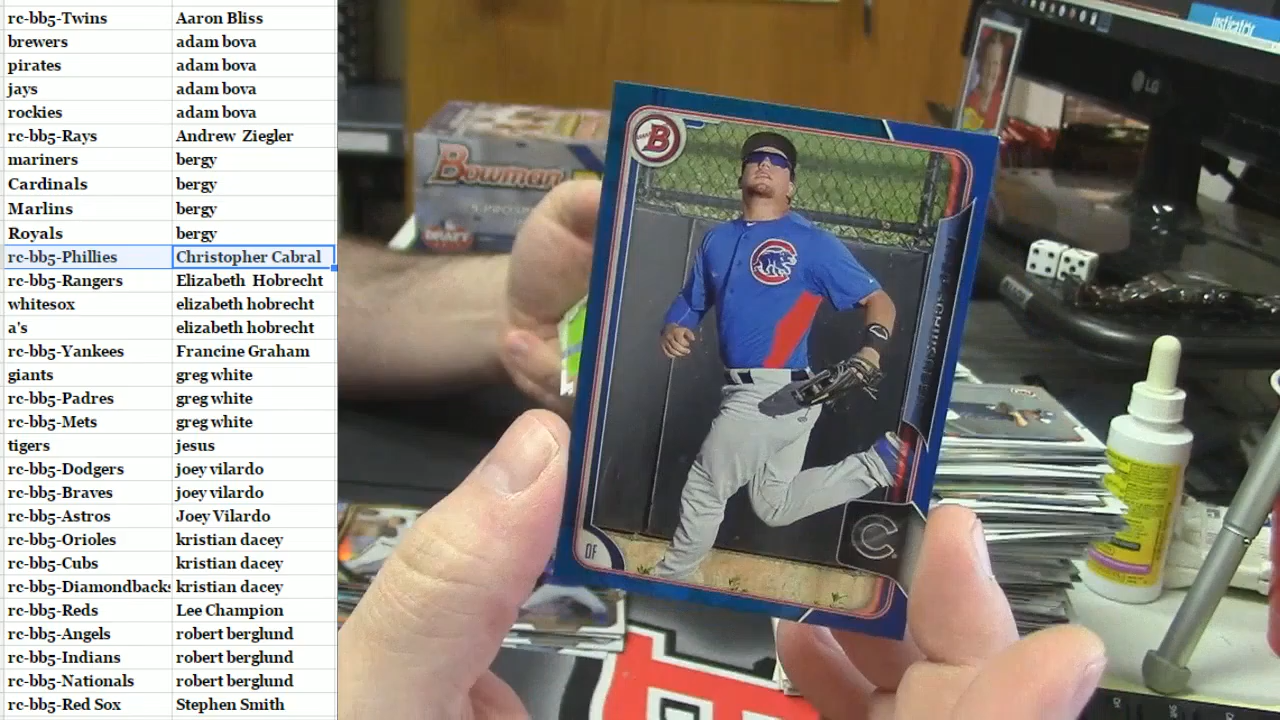 rc-bb5-Twins Aaron Bliss
brewers adam bova
pirates adam bova
jays adam bova
rockies adam bova
rc-bb5-Rays Andrew Ziegler
mariners bergy
Cardinals bergy
Marlins bergy
Royals bergy
rc-bb5-Phillies Christopher Cabral
rc-bb5-Rangers Elizabeth Hobrecht
whitesox elizabeth hobrecht
a's elizabeth hobrecht
rc-bb5-Yankees Francine Graham
giants greg white
rc-bb5-Padres greg white
rc-bb5-Mets greg white
tigers jesus
rc-bb5-Dodgers joey vilardo
rc-bb5-Braves joey vilardo
rc-bb5-Astros Joey Vilardo
rc-bb5-Orioles kristian dacey
rc-bb5-Cubs kristian dacey
rc-bb5-Diamondbacks kristian dacey
rc-bb5-Reds Lee Champion
rc-bb5-Angels robert berglund
rc-bb5-Indians robert berglund
rc-bb5-Nationals robert berglund
rc-bb5-Red Sox Stephen Smith
insticator
LG
Bowman
DRAFT
B
OF
C